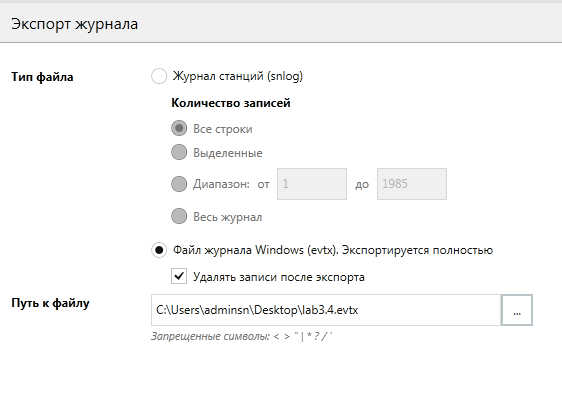 Экспорт журнала
Тип файла
Журнал станций (snlog)
Количество записей
Все строки
Выделенные
Диапазон: от 1 до 1985
Весь журнал
Файл журнала Windows (evtx). Экспортируется полностью
Удалять записи после экспорта
Путь к файлу
C:\Users\adminsn\Desktop\lab3.4.evtx
...
Запрещенные символы: < > " | * ? / '